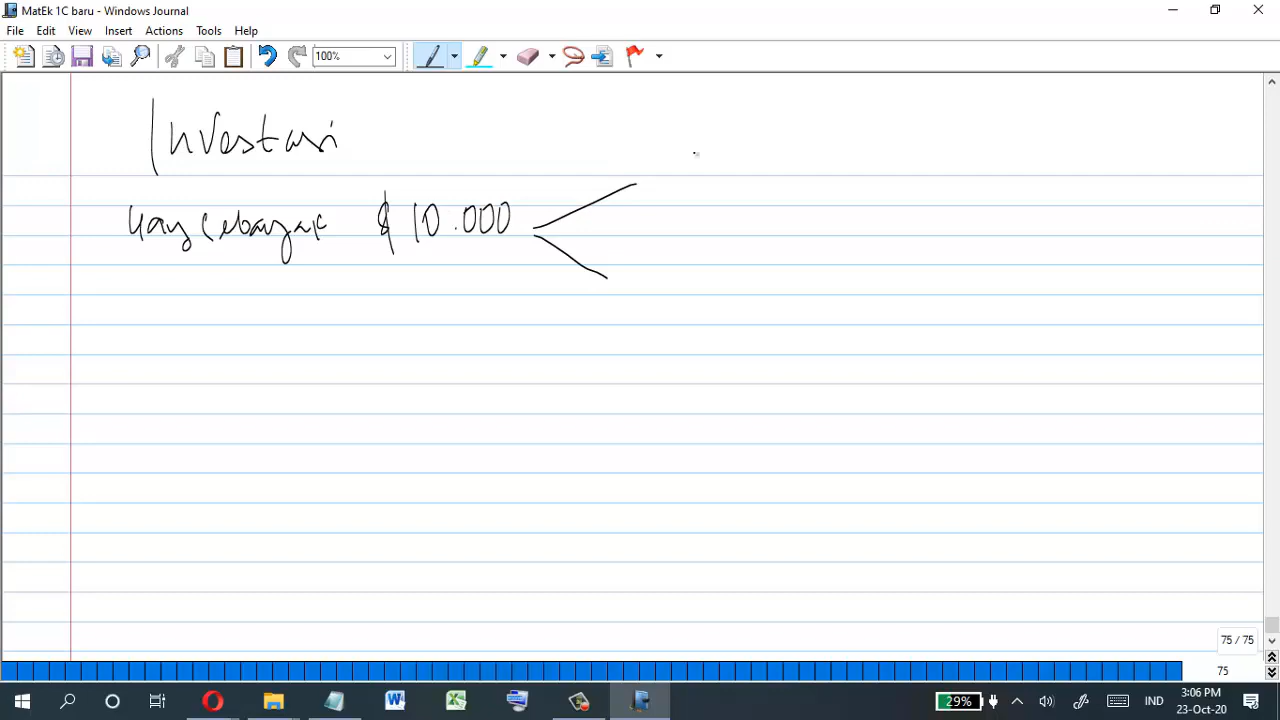 MatEk 1C baru - Windows Journal
File Edit View Insert Actions Tools Help
100%
Investasi
uang sebanyak $ 10.000
75 / 75
75
29% IND 3:06 PM
23-Oct-20